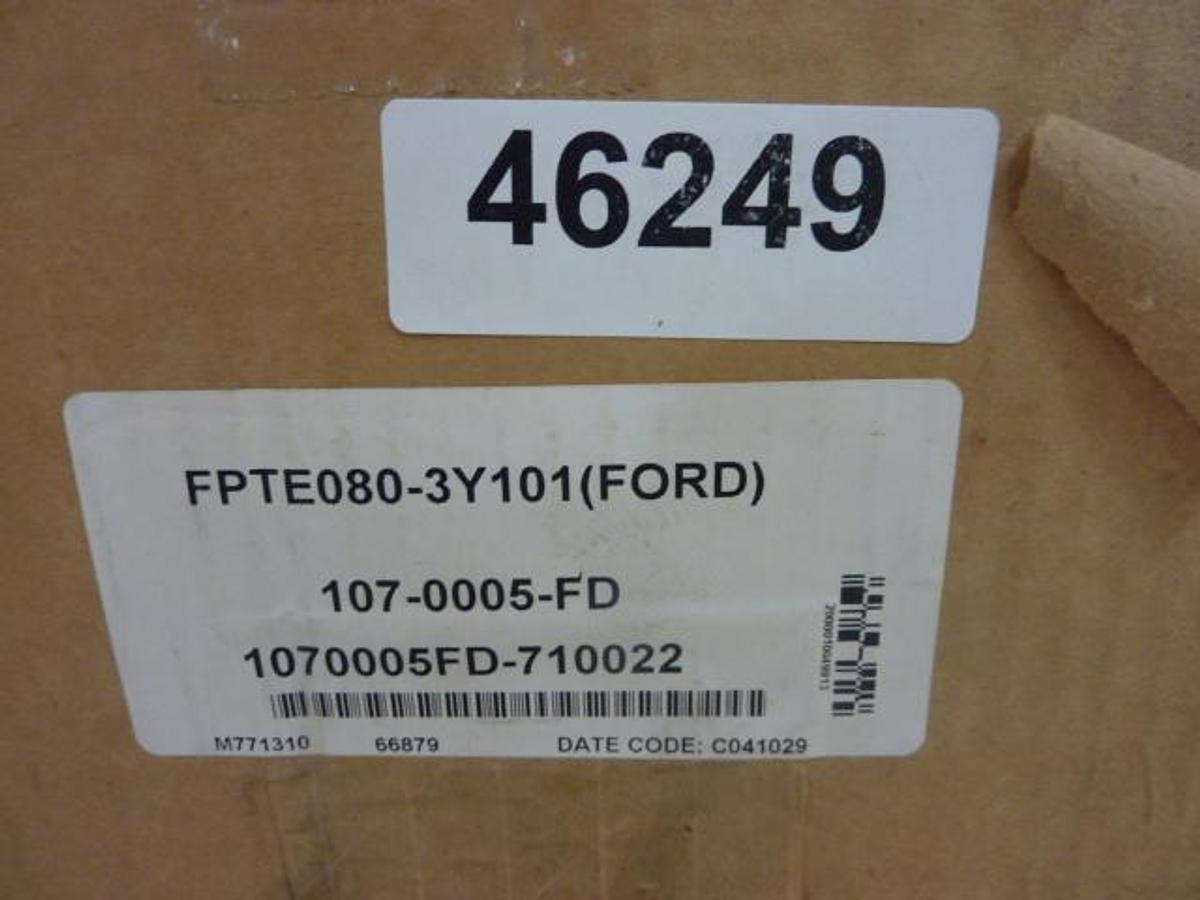 46249
FPTE080-3Y101(FORD)
107-0005-FD
1070005FD-710022
M771310 66879 DATE CODE: C041029